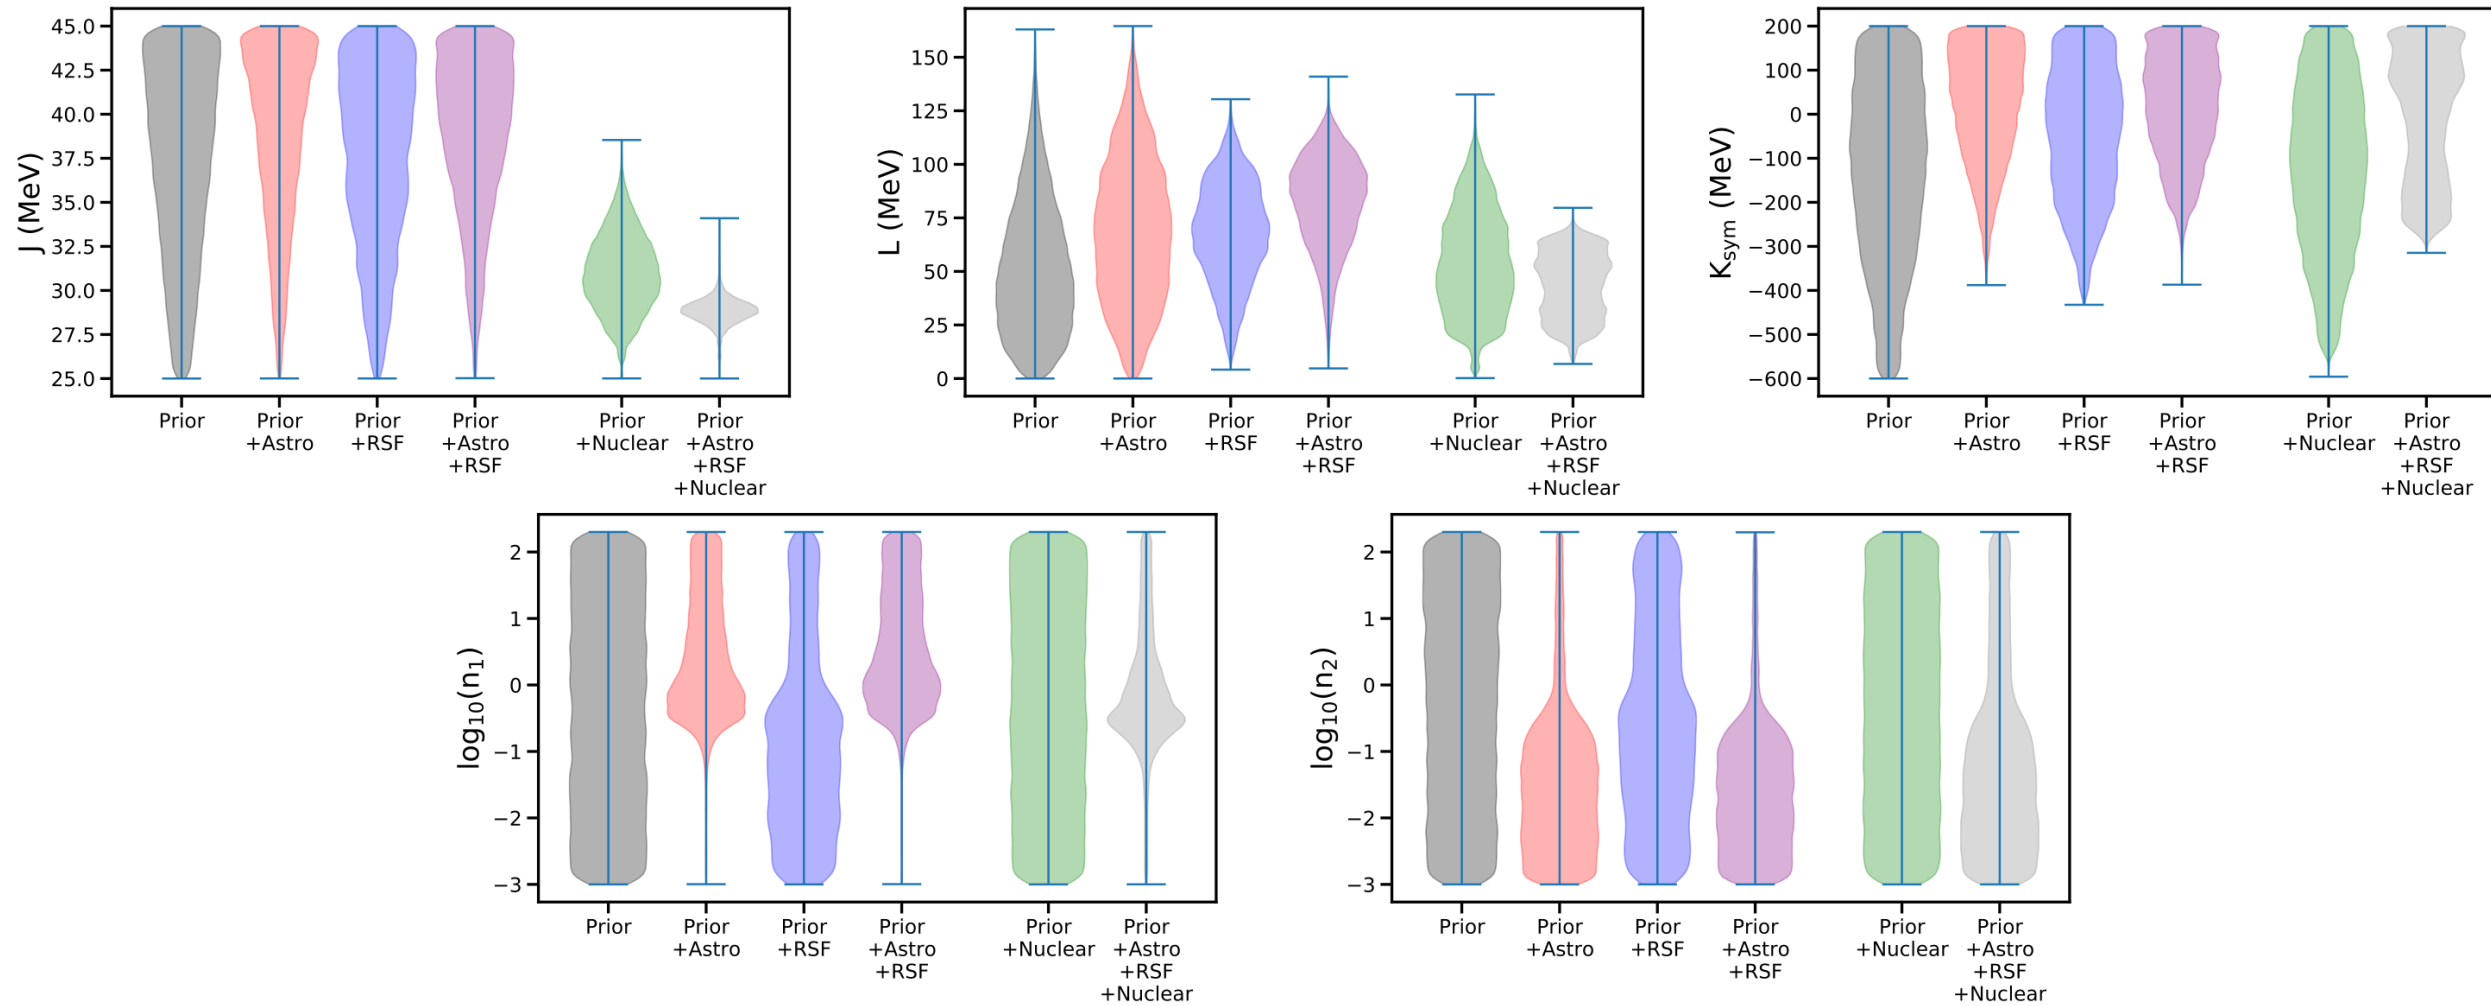 J (MeV)
45.0
42.5
40.0
37.5
35.0
32.5
30.0
27.5
25.0
Prior
Prior
+Astro
Prior
+RSF
Prior
+Astro
+RSF
Prior
+Nuclear
Prior
+Astro
+RSF
+Nuclear
L (MeV)
150
125
100
75
50
25
0
Prior
Prior
+Astro
Prior
+RSF
Prior
+Astro
+RSF
Prior
+Nuclear
Prior
+Astro
+RSF
+Nuclear
K_sym (MeV)
200
100
0
−100
−200
−300
−400
−500
−600
Prior
Prior
+Astro
Prior
+RSF
Prior
+Astro
+RSF
Prior
+Nuclear
Prior
+Astro
+RSF
+Nuclear
log₁₀(n₁)
2
1
0
−1
−2
−3
Prior
Prior
+Astro
Prior
+RSF
Prior
+Astro
+RSF
Prior
+Nuclear
Prior
+Astro
+RSF
+Nuclear
log₁₀(n₂)
2
1
0
−1
−2
−3
Prior
Prior
+Astro
Prior
+RSF
Prior
+Astro
+RSF
Prior
+Nuclear
Prior
+Astro
+RSF
+Nuclear